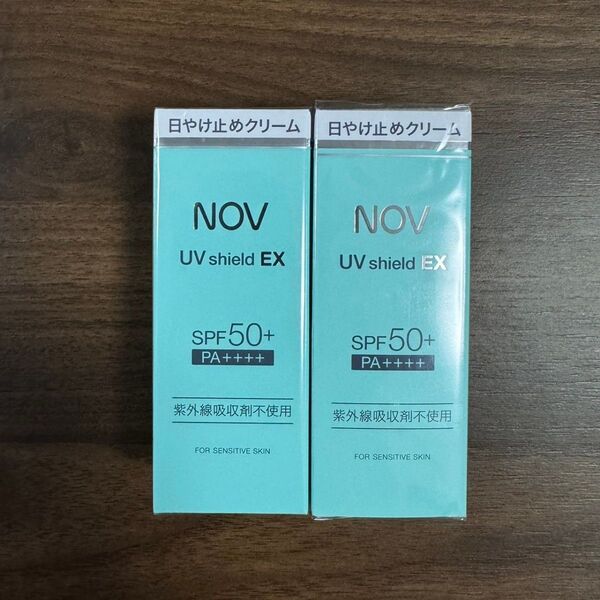 日やけ止めクリーム
NOV
UV shield EX
SPF50+
PA++++
紫外線吸収剤不使用
FOR SENSITIVE SKIN
日やけ止めクリーム
NOV
UV shield EX
SPF50+
PA++++
紫外線吸収剤不使用
FOR SENSITIVE SKIN